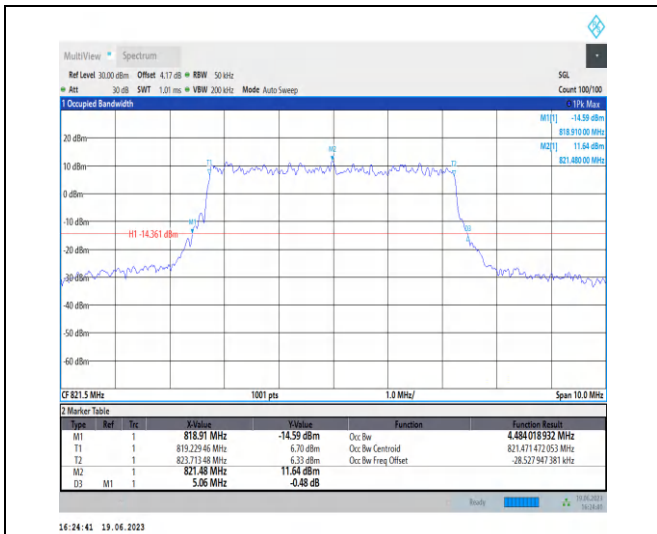 MultiView Spectrum
Ref Level 30.00 dBm Offset 4.17 dB RBW 50 kHz SGL
Att 30 dB SWT 1.01 ms VBW 200 kHz Mode Auto Sweep Count 100/100
1 Occupied Bandwidth 1Pk Max
M1[1] -14.59 dBm
818.910 00 MHz
M2[1] 11.64 dBm
821.480 00 MHz
20 dBm
M2
T1
T2
10 dBm
0 dBm
-10 dBm
M1
D3
H1 -14.361 dBm
-20 dBm
-30 dBm
-40 dBm
-50 dBm
-60 dBm
CF 821.5 MHz 1001 pts 1.0 MHz/ Span 10.0 MHz
2 Marker Table
Type Ref Trc X-Value Y-Value Function Function Result
M1 1 818.91 MHz -14.59 dBm Occ Bw 4.484 018 932 MHz
T1 1 819.229 46 MHz 6.70 dBm Occ Bw Centroid 821.471 472 053 MHz
T2 1 823.713 48 MHz 6.33 dBm Occ Bw Freq Offset -28.527 947 381 kHz
M2 1 821.48 MHz 11.64 dBm
D3 M1 1 5.06 MHz -0.48 dB
Ready 19.06.2023
16:24:41
16:24:41 19.06.2023